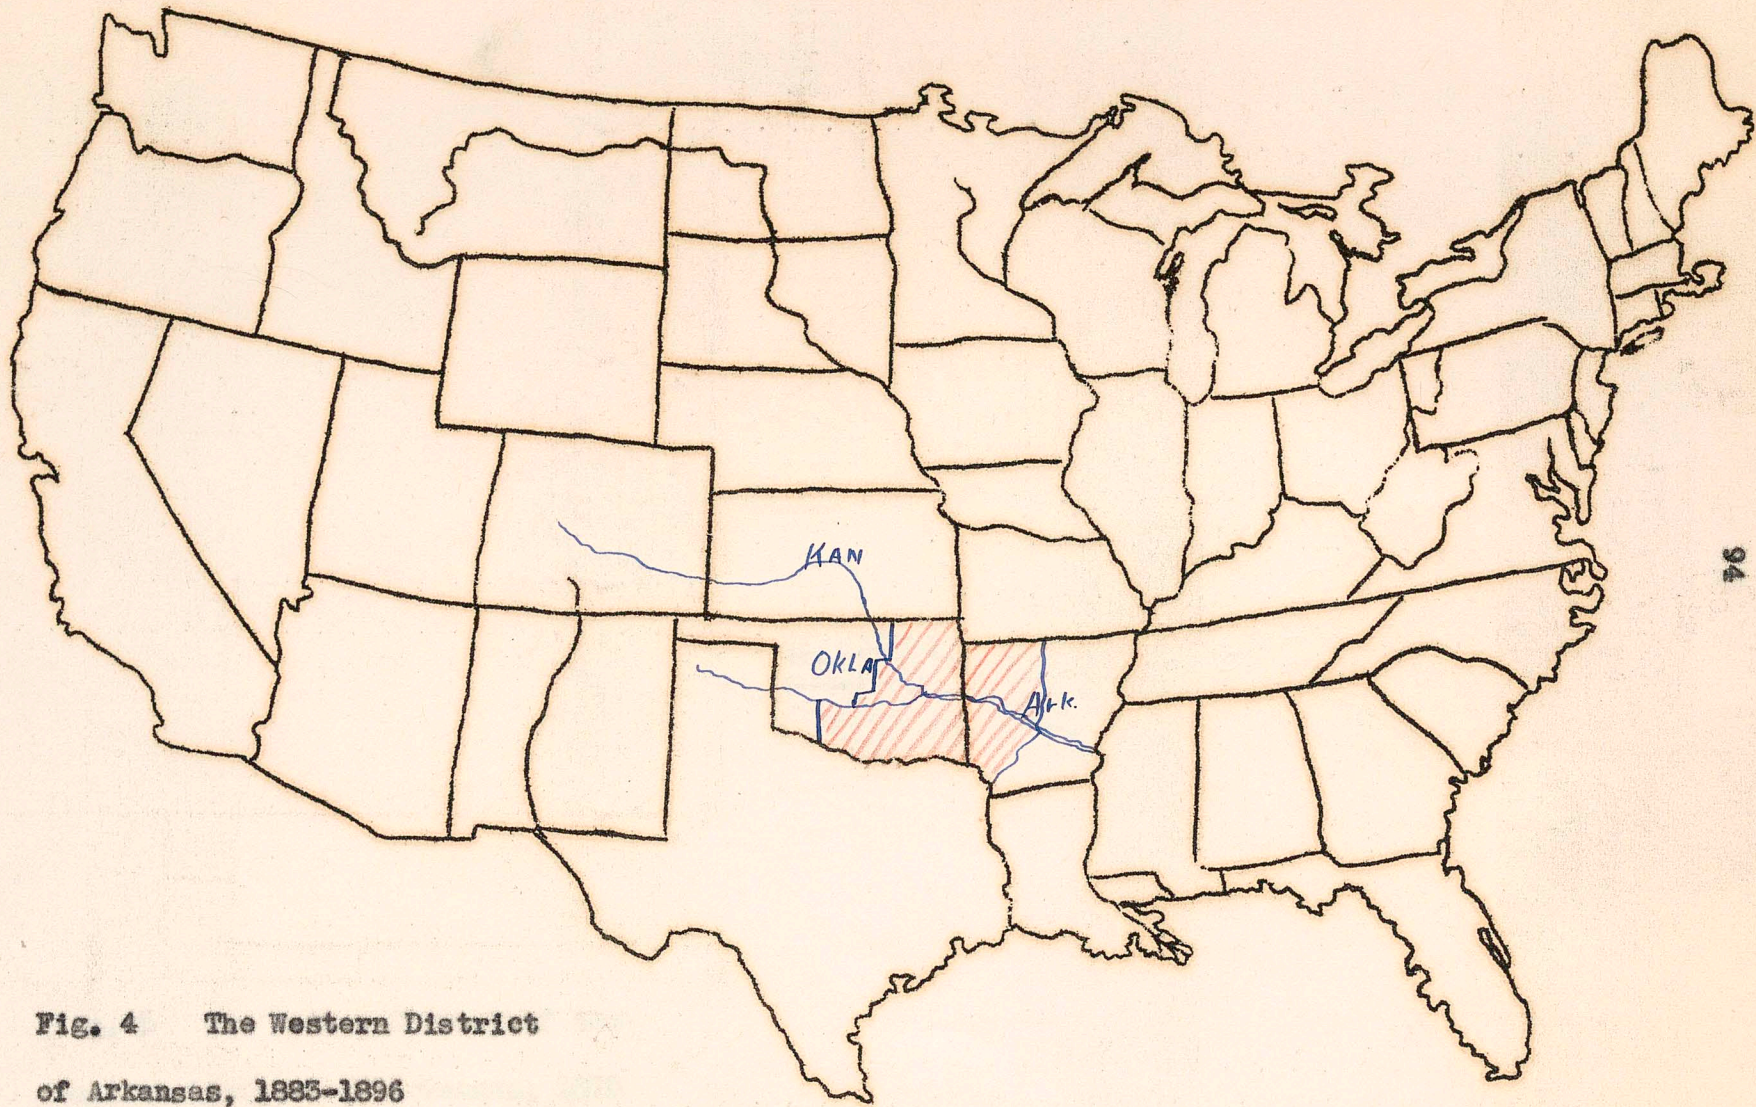 KAN
OKLA
Ark.
94
Fig. 4 The Western District
of Arkansas, 1883-1896